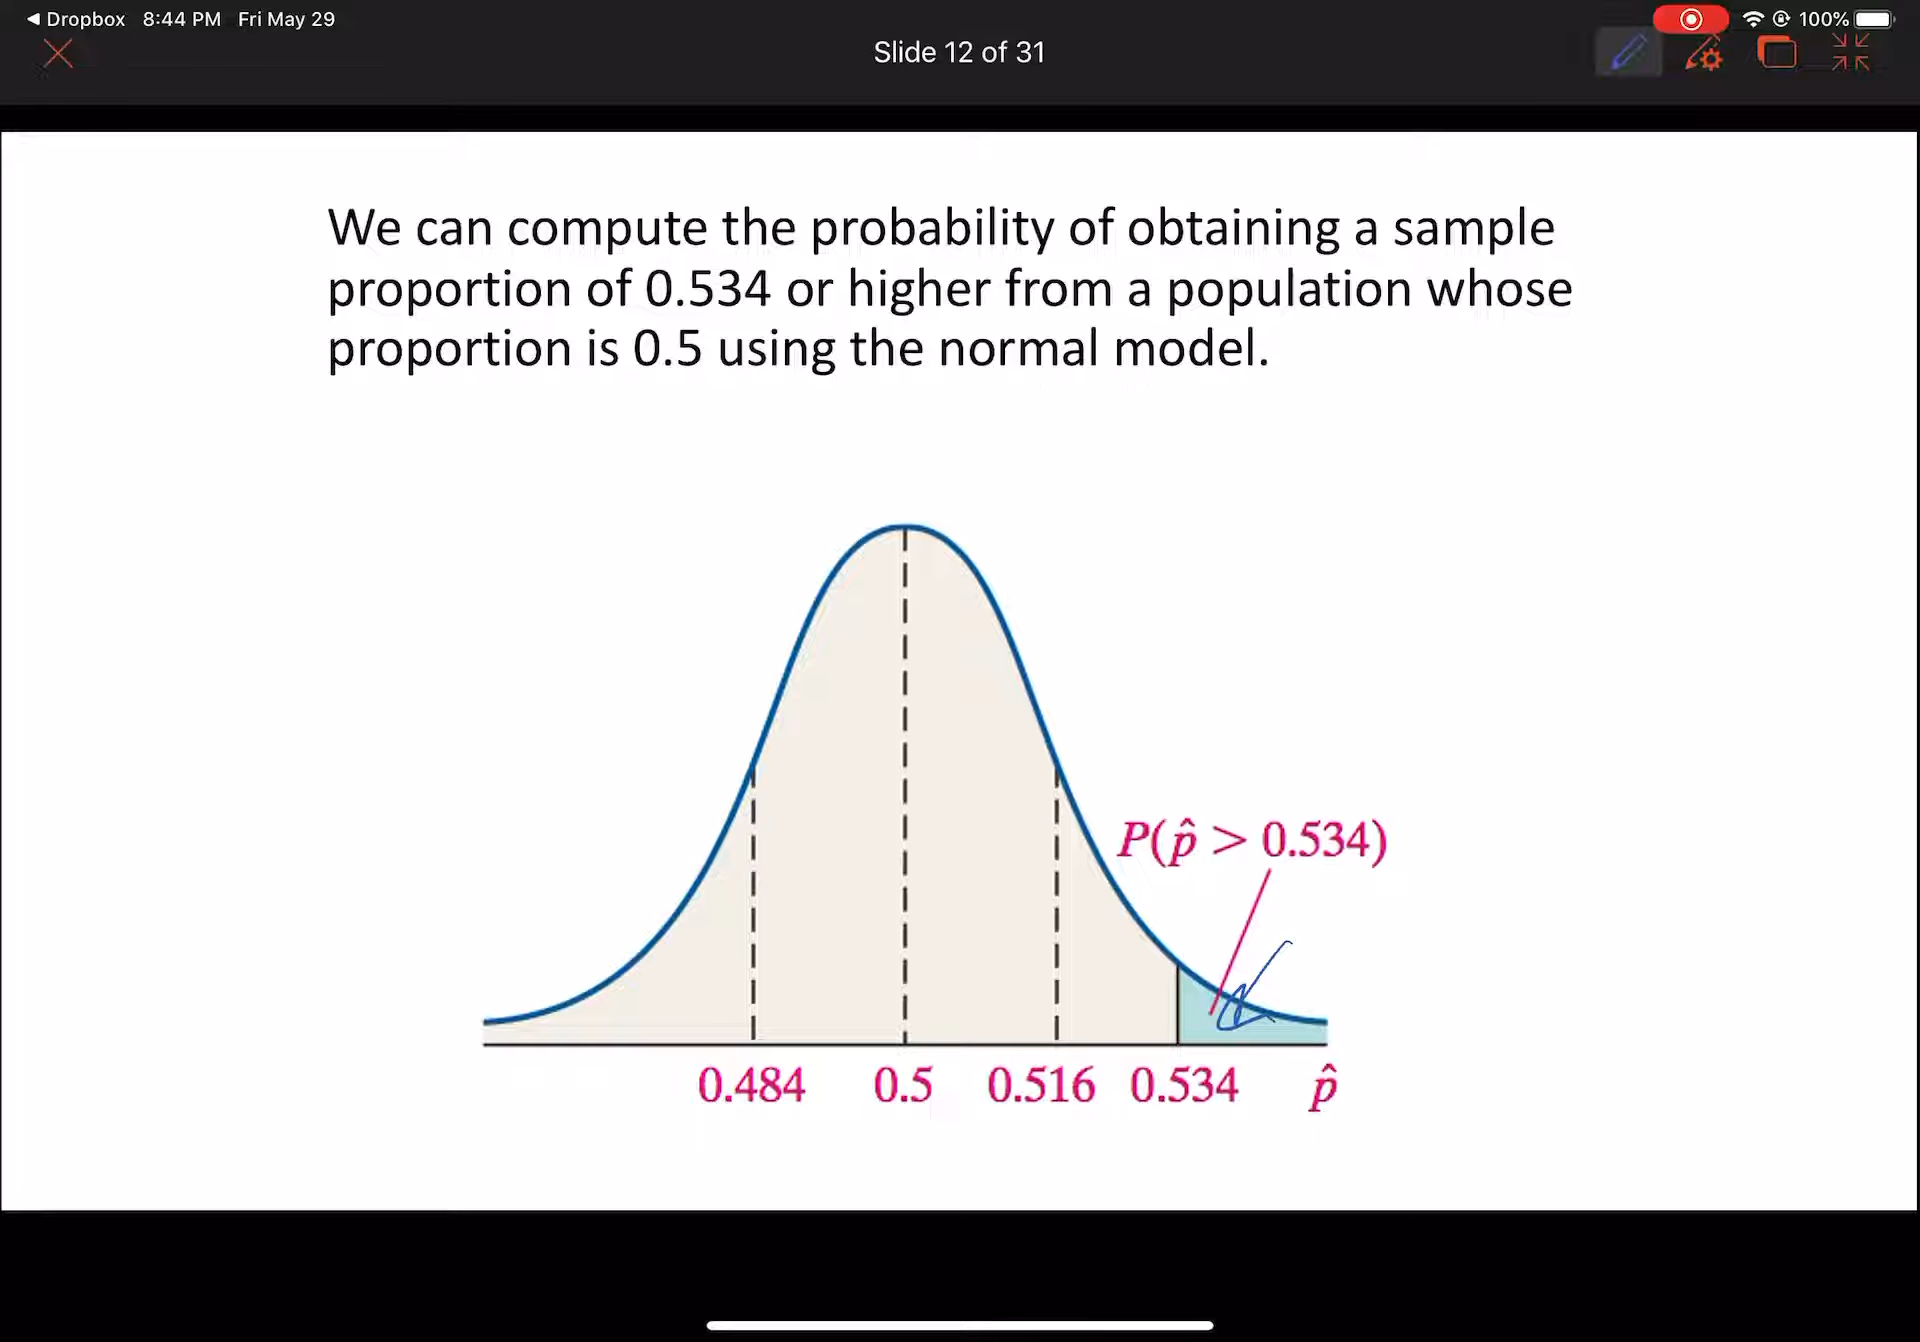 ◀ Dropbox 8:44 PM Fri May 29
100%
Slide 12 of 31
We can compute the probability of obtaining a sample
proportion of 0.534 or higher from a population whose
proportion is 0.5 using the normal model.
P(p̂ > 0.534)
0.484 0.5 0.516 0.534 p̂